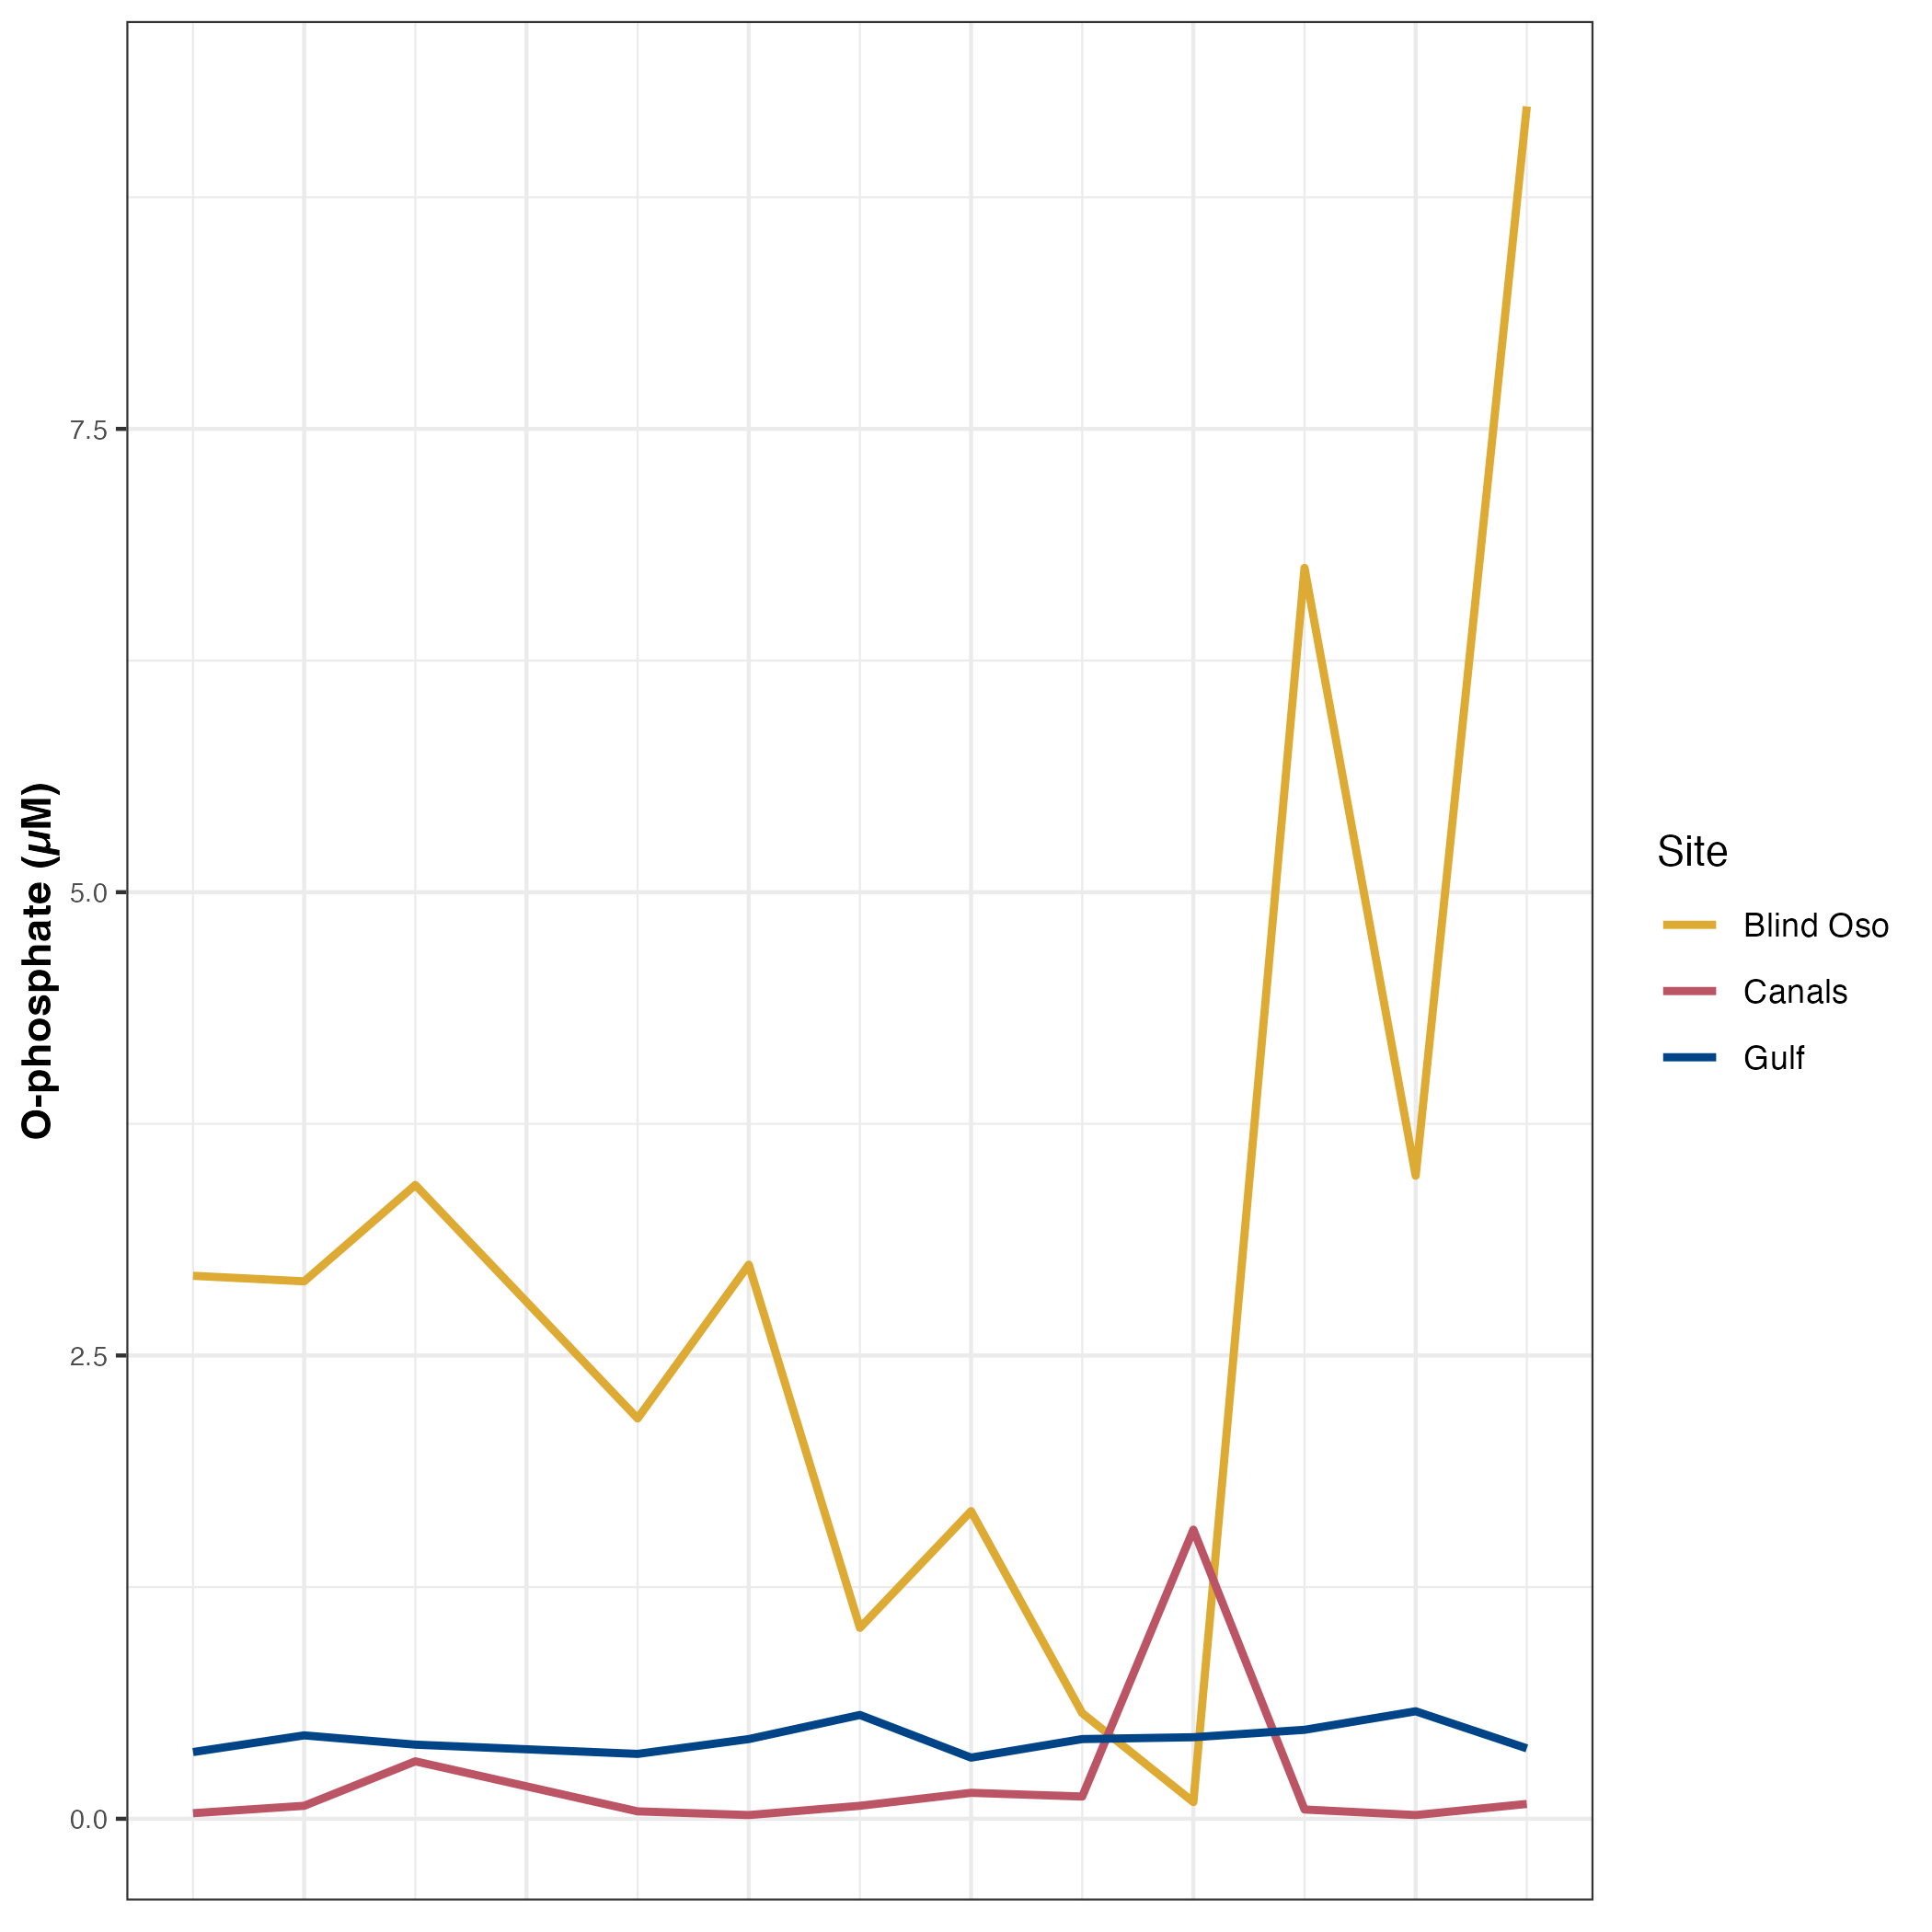 O-phosphate (µM)
7.5
5.0
2.5
0.0
Site
Blind Oso
Canals
Gulf